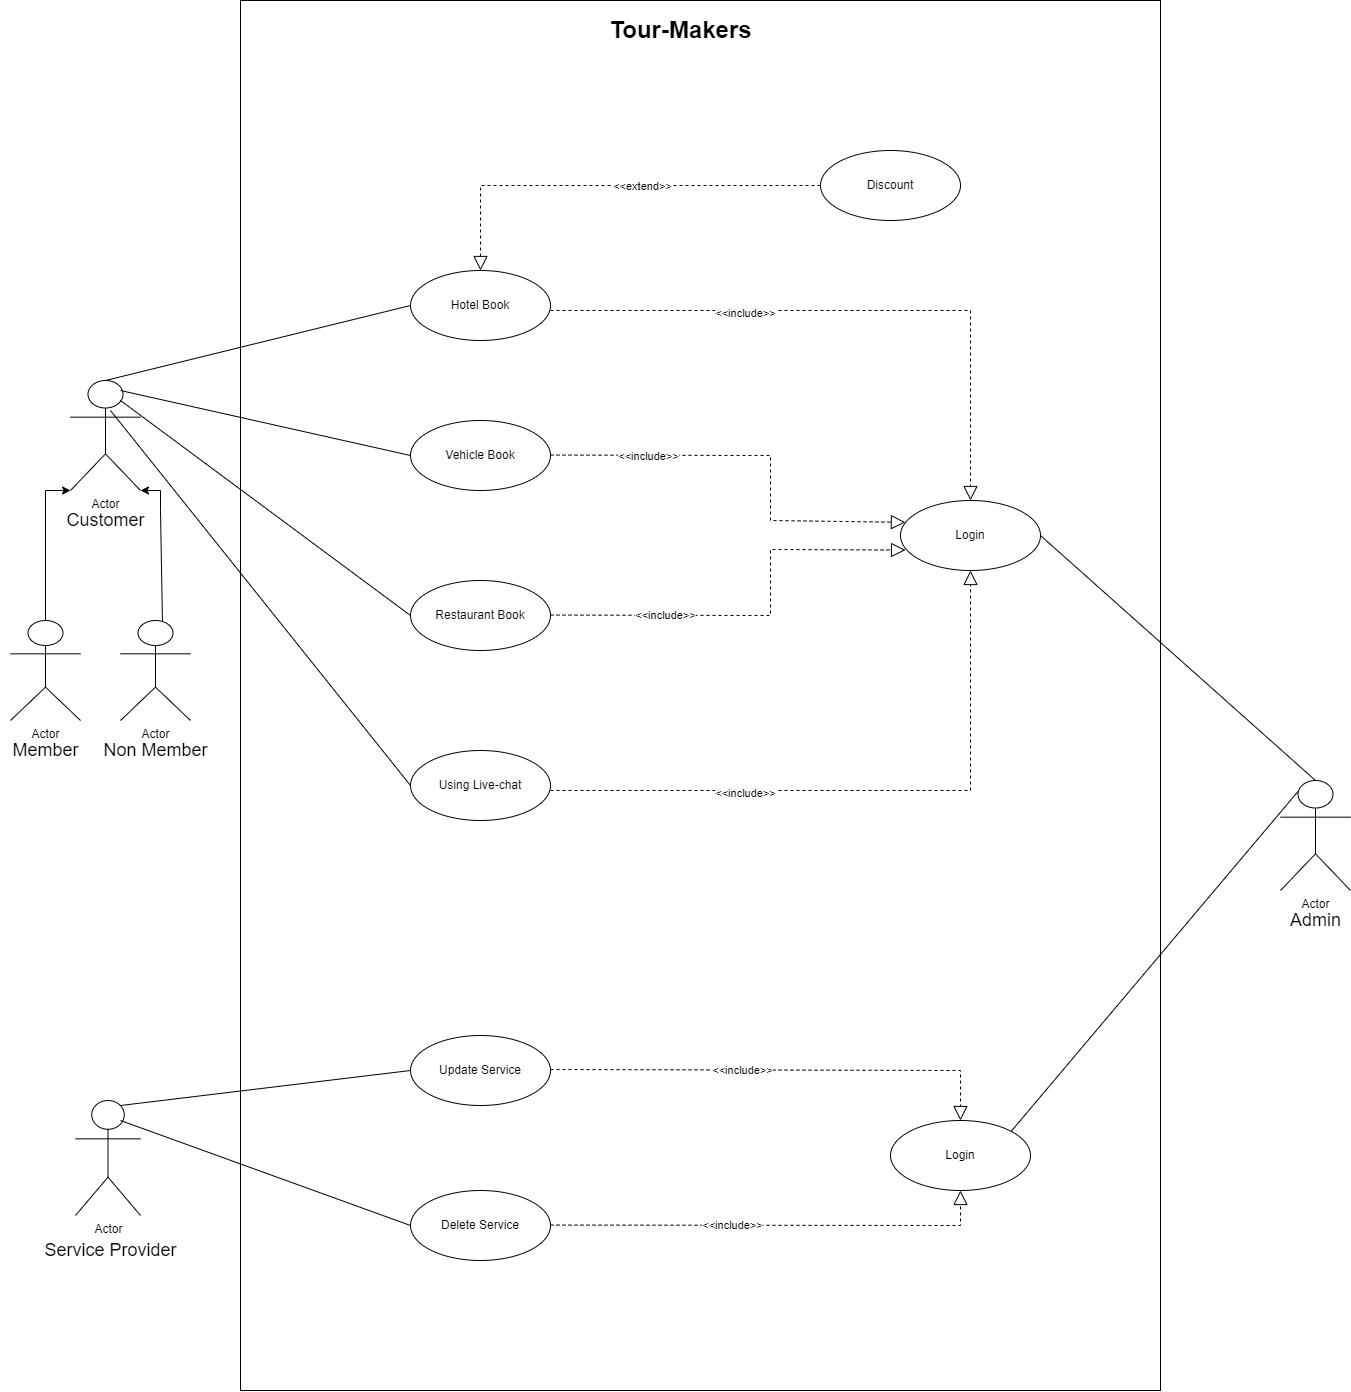 Tour-Makers
Discount
<<extend>>
Hotel Book
<<include>>
Vehicle Book
<<include>>
Actor
Customer
Login
Restaurant Book
<<include>>
Actor
Member
Actor
Non Member
Using Live-chat
<<include>>
Actor
Admin
Update Service
<<include>>
Login
Actor
Service Provider
Delete Service
<<include>>